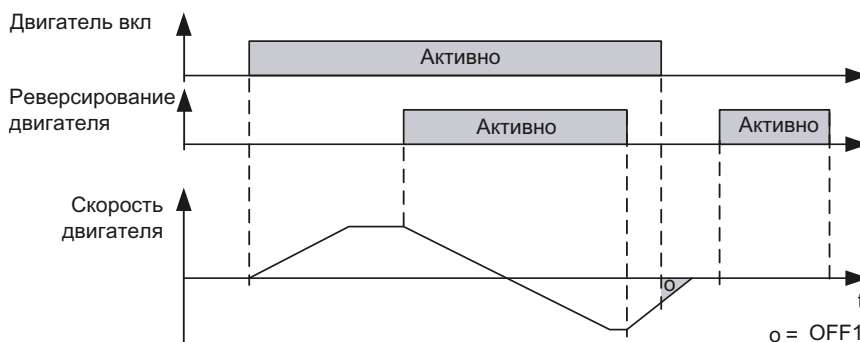 Двигатель вкл
Активно
Реверсирование
двигателя
Активно
Активно
Скорость
двигателя
o
t
o = OFF1